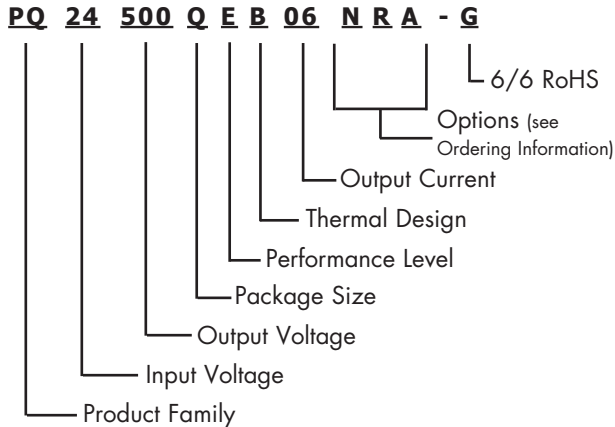 PQ 24 500 Q E B 06 N R A - G
6/6 RoHS
Options (see
Ordering Information)
Output Current
Thermal Design
Performance Level
Package Size
Output Voltage
Input Voltage
Product Family